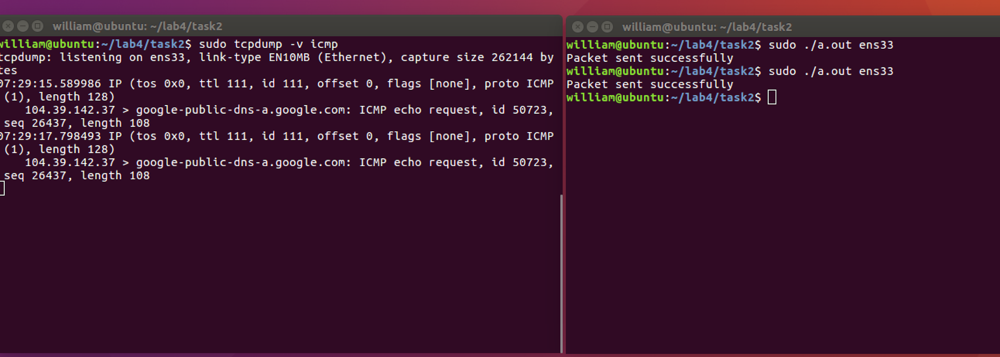 william@ubuntu: ~/lab4/task2
william@ubuntu:~/lab4/task2$ sudo tcpdump -v icmp
tcpdump: listening on ens33, link-type EN10MB (Ethernet), capture size 262144 by
tes
07:29:15.589986 IP (tos 0x0, ttl 111, id 111, offset 0, flags [none], proto ICMP
(1), length 128)
104.39.142.37 > google-public-dns-a.google.com: ICMP echo request, id 50723,
seq 26437, length 108
07:29:17.798493 IP (tos 0x0, ttl 111, id 111, offset 0, flags [none], proto ICMP
(1), length 128)
104.39.142.37 > google-public-dns-a.google.com: ICMP echo request, id 50723,
seq 26437, length 108
william@ubuntu: ~/lab4/task2
william@ubuntu:~/lab4/task2$ sudo ./a.out ens33
Packet sent successfully
william@ubuntu:~/lab4/task2$ sudo ./a.out ens33
Packet sent successfully
william@ubuntu:~/lab4/task2$